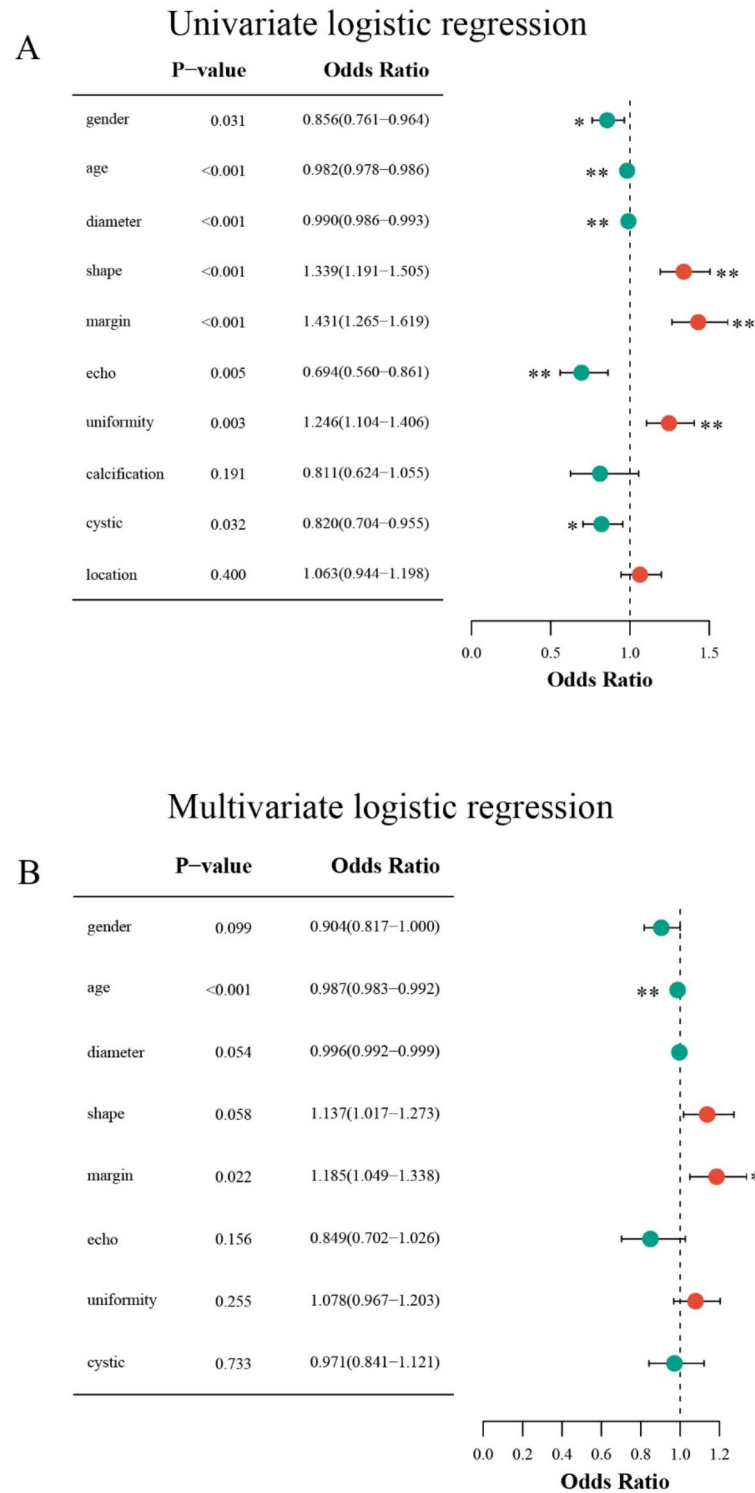 Univariate logistic regression
A
P−value Odds Ratio
gender 0.031 0.856(0.761−0.964) *
age <0.001 0.982(0.978−0.986) **
diameter <0.001 0.990(0.986−0.993) **
shape <0.001 1.339(1.191−1.505) **
margin <0.001 1.431(1.265−1.619) **
echo 0.005 0.694(0.560−0.861) **
uniformity 0.003 1.246(1.104−1.406) **
calcification 0.191 0.811(0.624−1.055)
cystic 0.032 0.820(0.704−0.955) *
location 0.400 1.063(0.944−1.198)
0.0 0.5 1.0 1.5
Odds Ratio
Multivariate logistic regression
B
P−value Odds Ratio
gender 0.099 0.904(0.817−1.000)
age <0.001 0.987(0.983−0.992) **
diameter 0.054 0.996(0.992−0.999)
shape 0.058 1.137(1.017−1.273)
margin 0.022 1.185(1.049−1.338) *
echo 0.156 0.849(0.702−1.026)
uniformity 0.255 1.078(0.967−1.203)
cystic 0.733 0.971(0.841−1.121)
0.0 0.2 0.4 0.6 0.8 1.0 1.2
Odds Ratio